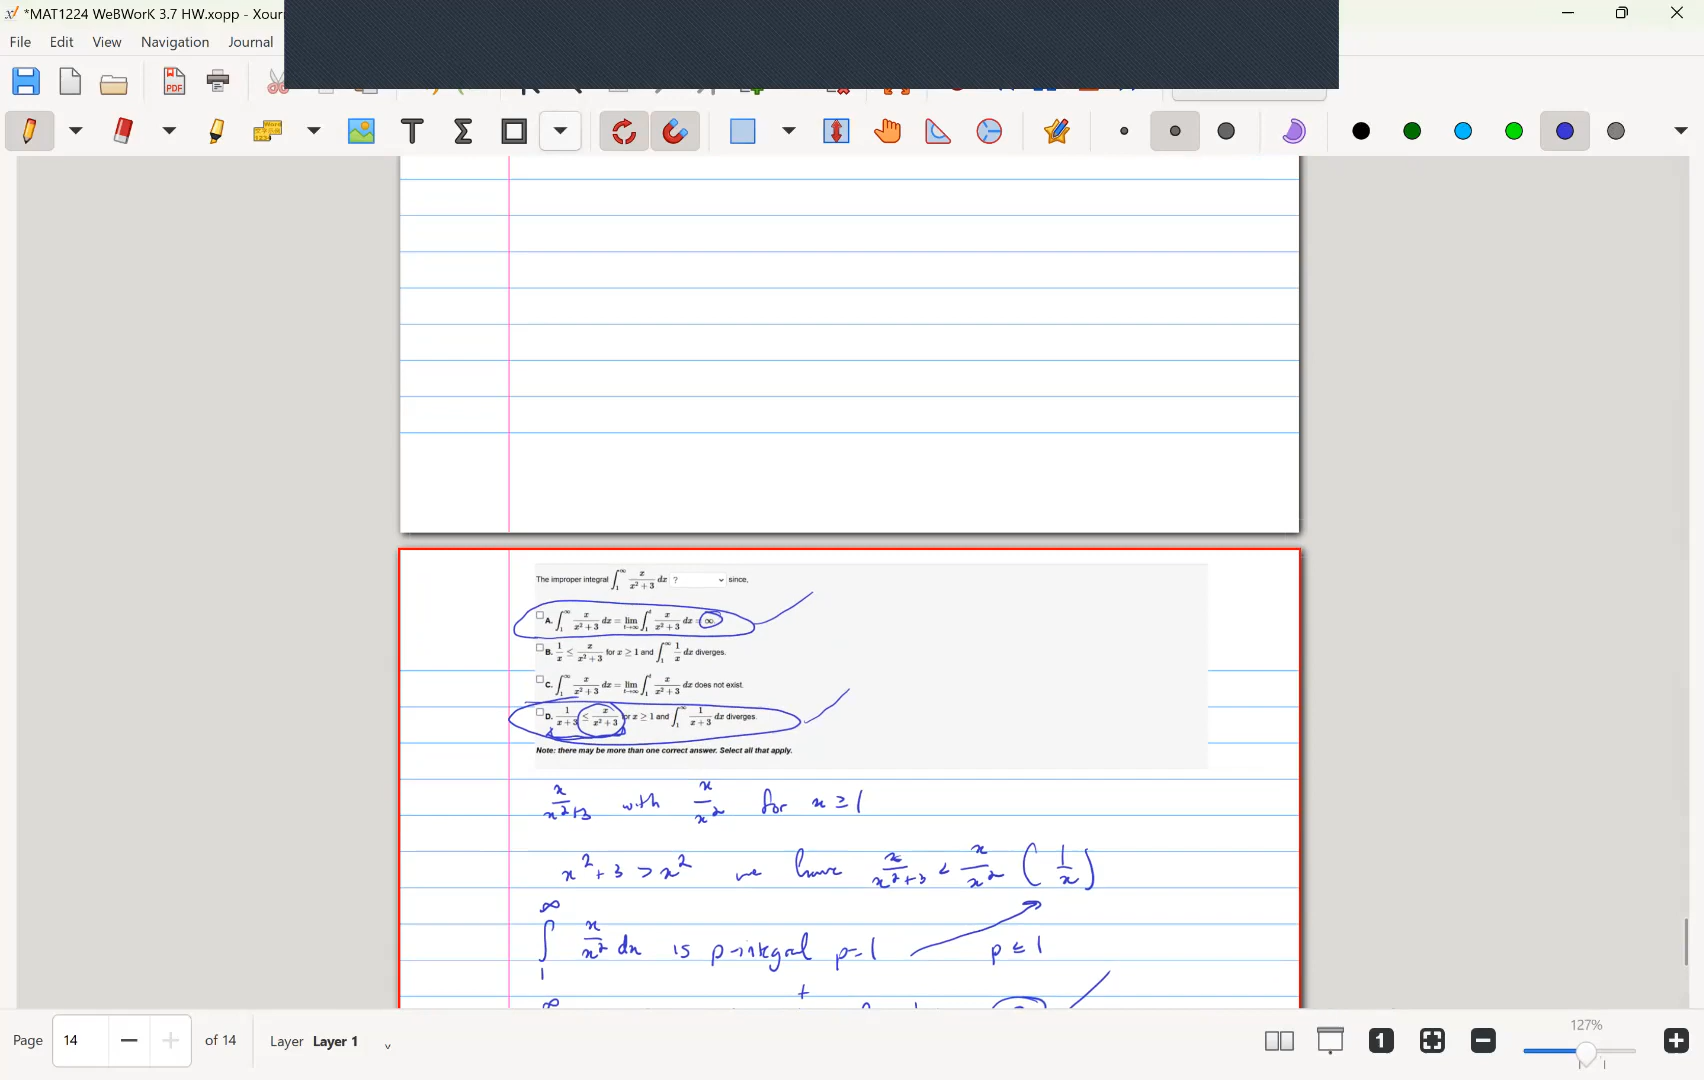 *MAT1224 WeBWorK 3.7 HW.xopp - Xour
File Edit View Navigation Journal
The improper integral ∫₁^∞ x/(x²+3) dx ? since,
A. ∫₁^∞ x/(x²+3) dx = lim_{t→∞} ∫₁^t x/(x²+3) dx = ∞.
B. 1/x ≤ x/(x²+3) for x ≥ 1 and ∫₁^∞ 1/x dx diverges.
C. ∫₁^∞ x/(x²+3) dx = lim_{t→∞} ∫₁^t x/(x²+3) dx does not exist.
D. 1/(x+3) ≤ x/(x²+3) for x ≥ 1 and ∫₁^∞ 1/(x+3) dx diverges.
Note: there may be more than one correct answer. Select all that apply.
x/(x²+3) with x/x² for x ≥ 1
x²+3 > x² we have x/(x²+3) < x/x² (1/x)
∫₁^∞ x/x² dx is p-integral p=1 p ≤ 1
Page 14 of 14 Layer Layer 1
127%